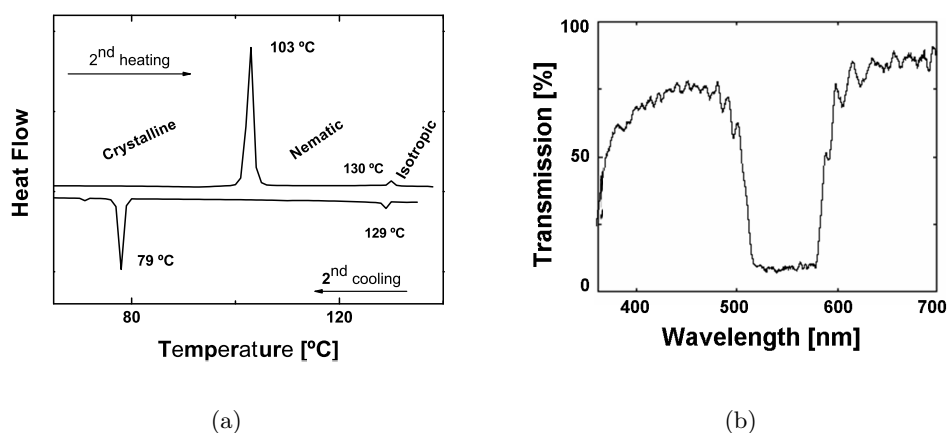 Heat Flow
2nd heating
103 ºC
Crystalline
Nematic
130 ºC
Isotropic
79 ºC
129 ºC
2nd cooling
80
120
Temperature [ºC]
(a)
Transmission [%]
100
50
0
400
500
600
700
Wavelength [nm]
(b)